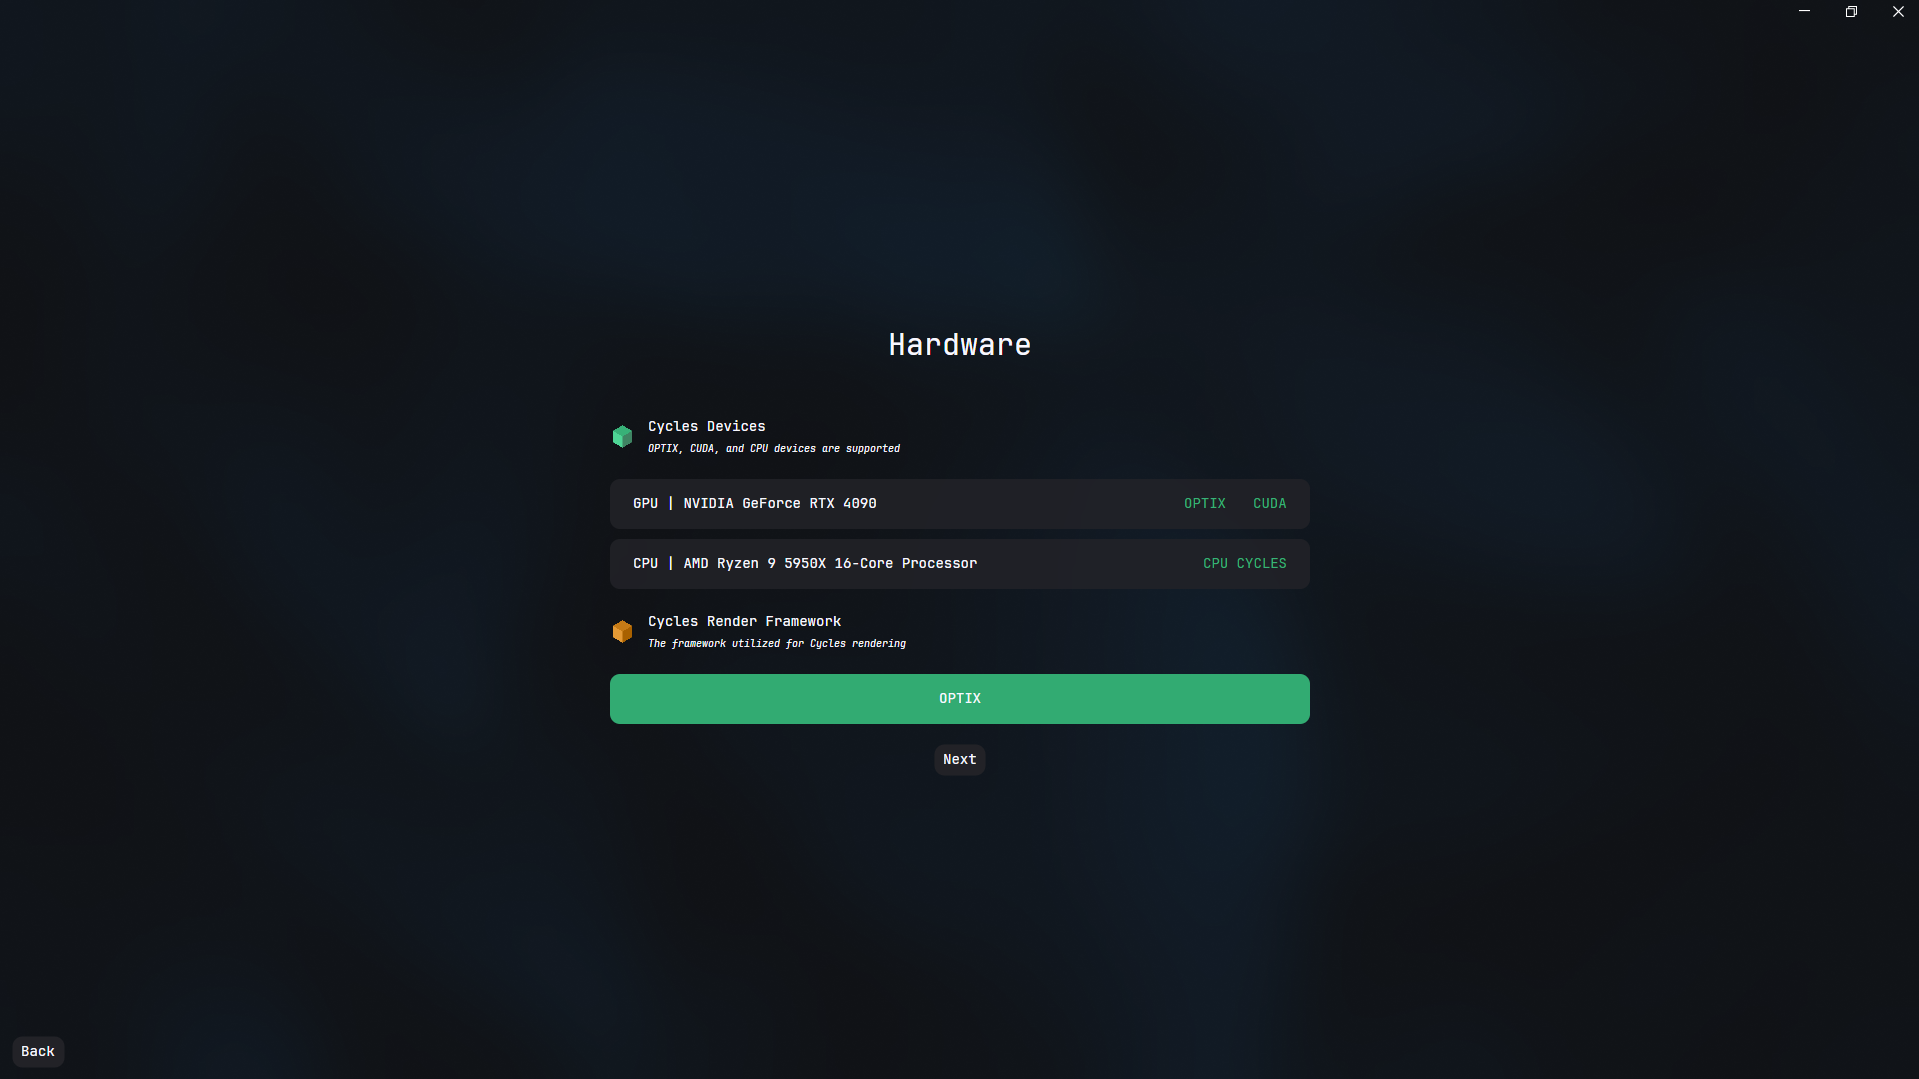 Hardware
Cycles Devices
OPTIX, CUDA, and CPU devices are supported
GPU | NVIDIA GeForce RTX 4090 OPTIX CUDA
CPU | AMD Ryzen 9 5950X 16-Core Processor CPU CYCLES
Cycles Render Framework
The framework utilized for Cycles rendering
OPTIX
Next
Back